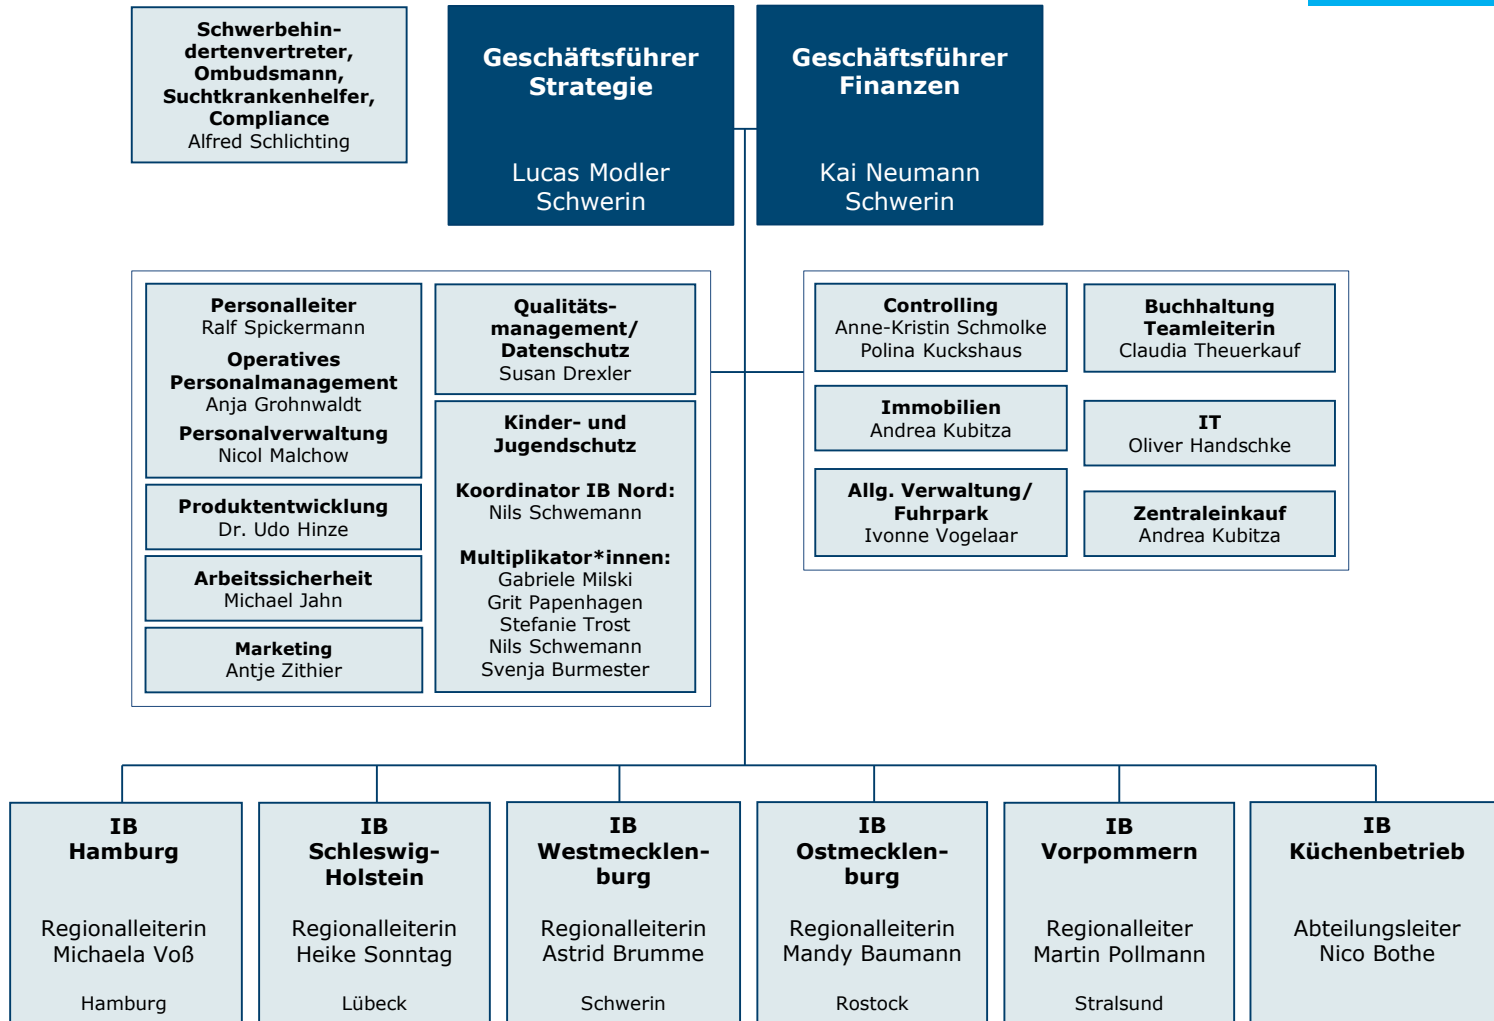 Schwerbehin-
dertenvertreter,
Ombudsmann,
Suchtkrankenhelfer,
Compliance
Alfred Schlichting
Geschäftsführer
Strategie
Lucas Modler
Schwerin
Geschäftsführer
Finanzen
Kai Neumann
Schwerin
Personalleiter
Ralf Spickermann
Operatives
Personalmanagement
Anja Grohnwaldt
Personalverwaltung
Nicol Malchow
Produktentwicklung
Dr. Udo Hinze
Arbeitssicherheit
Michael Jahn
Marketing
Antje Zithier
Qualitäts-
management/
Datenschutz
Susan Drexler
Kinder- und
Jugendschutz
Koordinator IB Nord:
Nils Schwemann
Multiplikator*innen:
Gabriele Milski
Grit Papenhagen
Stefanie Trost
Nils Schwemann
Svenja Burmester
Controlling
Anne-Kristin Schmolke
Polina Kuckshaus
Immobilien
Andrea Kubitza
Allg. Verwaltung/
Fuhrpark
Ivonne Vogelaar
Buchhaltung
Teamleiterin
Claudia Theuerkauf
IT
Oliver Handschke
Zentraleinkauf
Andrea Kubitza
IB
Hamburg
Regionalleiterin
Michaela Voß
Hamburg
IB
Schleswig-
Holstein
Regionalleiterin
Heike Sonntag
Lübeck
IB
Westmecklen-
burg
Regionalleiterin
Astrid Brumme
Schwerin
IB
Ostmecklen-
burg
Regionalleiterin
Mandy Baumann
Rostock
IB
Vorpommern
Regionalleiter
Martin Pollmann
Stralsund
IB
Küchenbetrieb
Abteilungsleiter
Nico Bothe